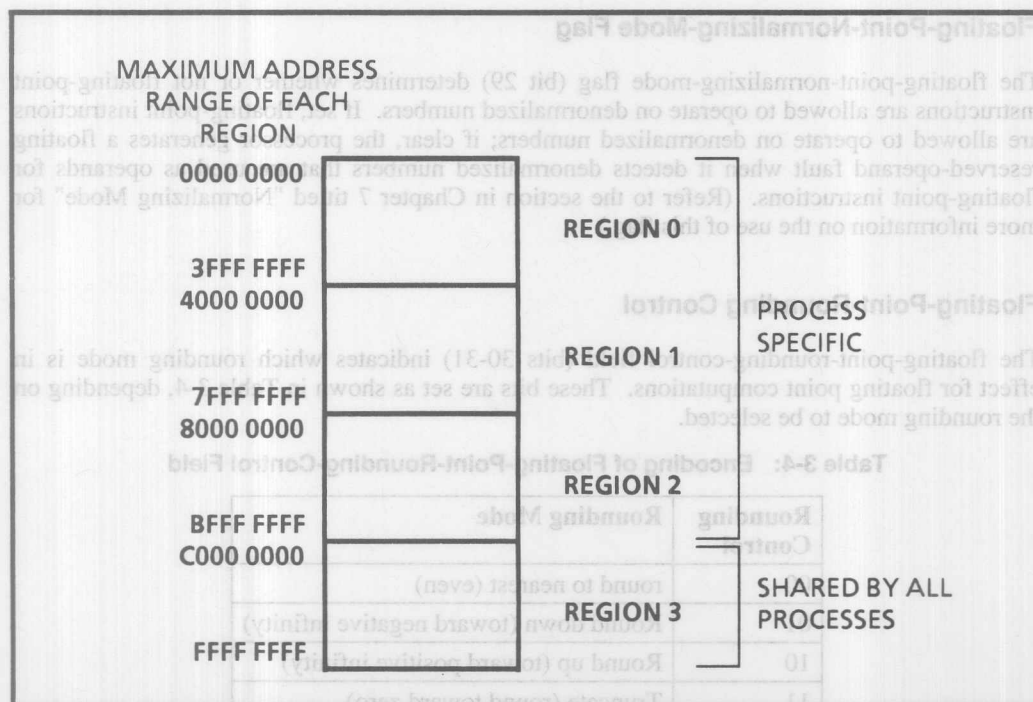 MAXIMUM ADDRESS
RANGE OF EACH
REGION
0000 0000
REGION 0
3FFF FFFF
4000 0000
PROCESS
SPECIFIC
REGION 1
7FFF FFFF
8000 0000
REGION 2
BFFF FFFF
C000 0000
SHARED BY ALL
PROCESSES
REGION 3
FFFF FFFF
Floating-Point-Normalizing-Mode Flag
The floating-point-normalizing-mode flag (bit 29) determines whether or not floating-point
instructions are allowed to operate on denormalized numbers. If set, floating-point instructions
are allowed to operate on denormalized numbers; if clear, the processor generates a floating
reserved-operand fault when it detects denormalized numbers that are used as operands for
floating-point instructions. (Refer to the section in Chapter 7 titled "Normalizing Mode" for
more information on the use of this
Floating-Point Rounding Control
The floating-point-rounding-control (bits 30-31) indicates which rounding mode is in
effect for floating point computations. These bits are set as shown in Table 3-4, depending on
the rounding mode to be selected.
Table 3-4: Encoding of Floating-Point-Rounding-Control Field
Rounding Control
Rounding Mode
round to nearest (even)
Round down (toward negative infinity)
10 Round up (toward positive infinity)
11 Truncate (round toward zero)